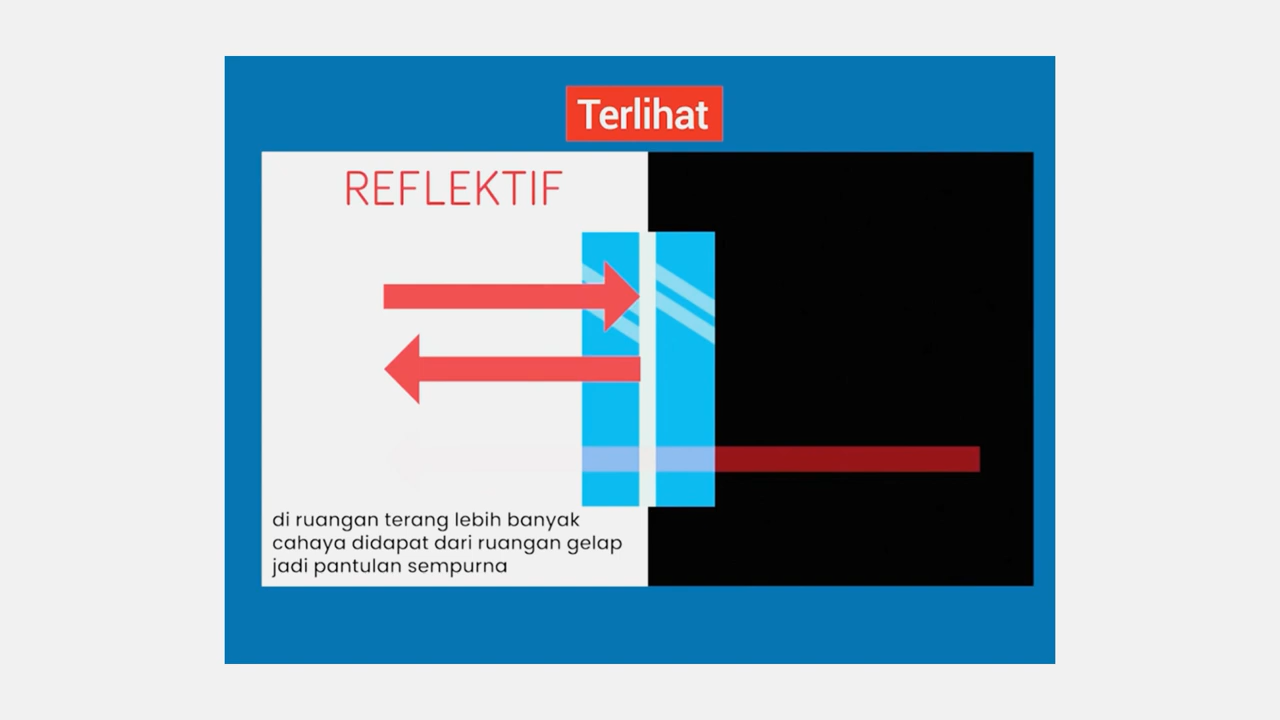 Terlihat
REFLEKTIF
di ruangan terang lebih banyak
cahaya didapat dari ruangan gelap
jadi pantulan sempurna